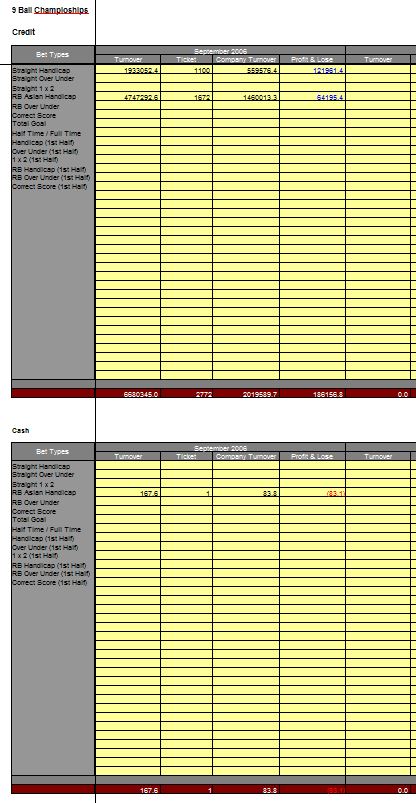 9 Ball Champioships
Credit
Bet Types September 2006
Turnover Ticket Company Turnover Profit & Lose Turnover
Straight Handicap 1933052.4 1100 559576.4 121961.4
Straight Over Under
Straight 1 x 2
RB Asian Handicap 4747292.6 1672 1460013.3 64195.4
RB Over Under
Correct Score
Total Goal
Half Time / Full Time
Handicap (1st Half)
Over Under (1st Half)
1 x 2 (1st Half)
RB Handicap (1st Half)
RB Over Under (1st Half)
Correct Score (1st Half)
6680345.0 2772 2019589.7 186156.8 0.0
Cash
Bet Types September 2006
Turnover Ticket Company Turnover Profit & Lose Turnover
Straight Handicap
Straight Over Under
Straight 1 x 2
RB Asian Handicap 167.6 1 83.8 (83.1)
RB Over Under
Correct Score
Total Goal
Half Time / Full Time
Handicap (1st Half)
Over Under (1st Half)
1 x 2 (1st Half)
RB Handicap (1st Half)
RB Over Under (1st Half)
Correct Score (1st Half)
167.6 1 83.8 (83.1) 0.0